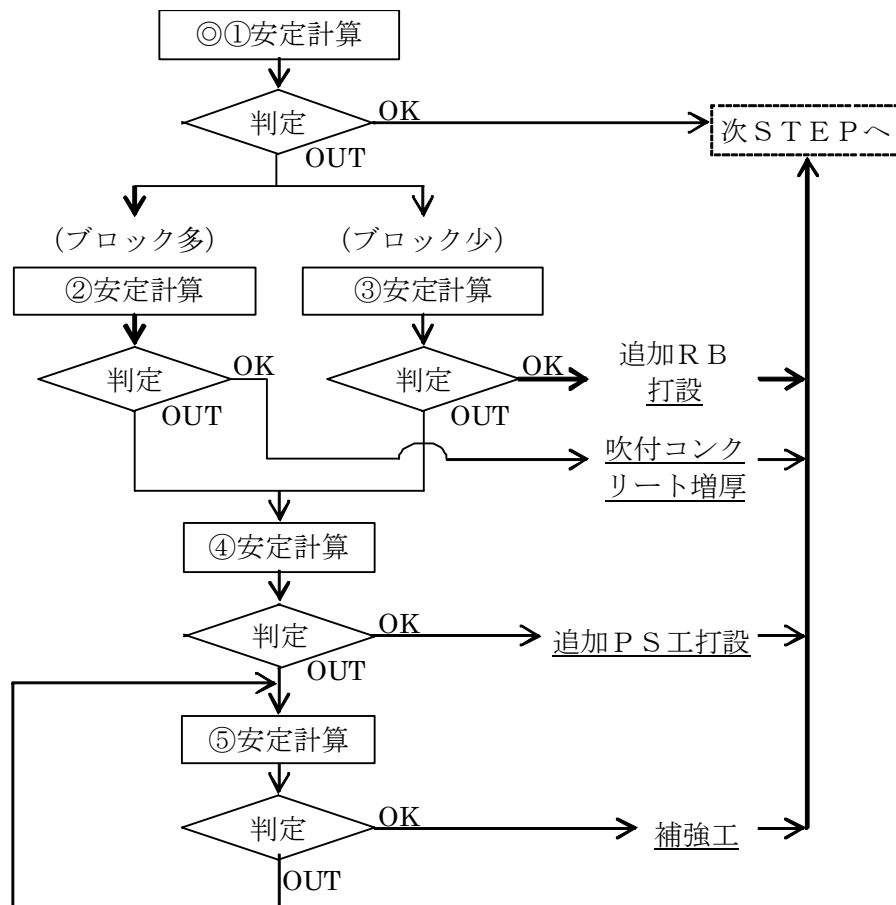 ◎①安定計算
判定
OK
次ＳＴＥＰへ
OUT
(ブロック多)
(ブロック少)
②安定計算
③安定計算
判定
OK
OUT
判定
OK
OUT
追加ＲＢ
打設
吹付コンク
リート増厚
④安定計算
判定
OK
OUT
追加ＰＳ工打設
⑤安定計算
判定
OK
OUT
補強工